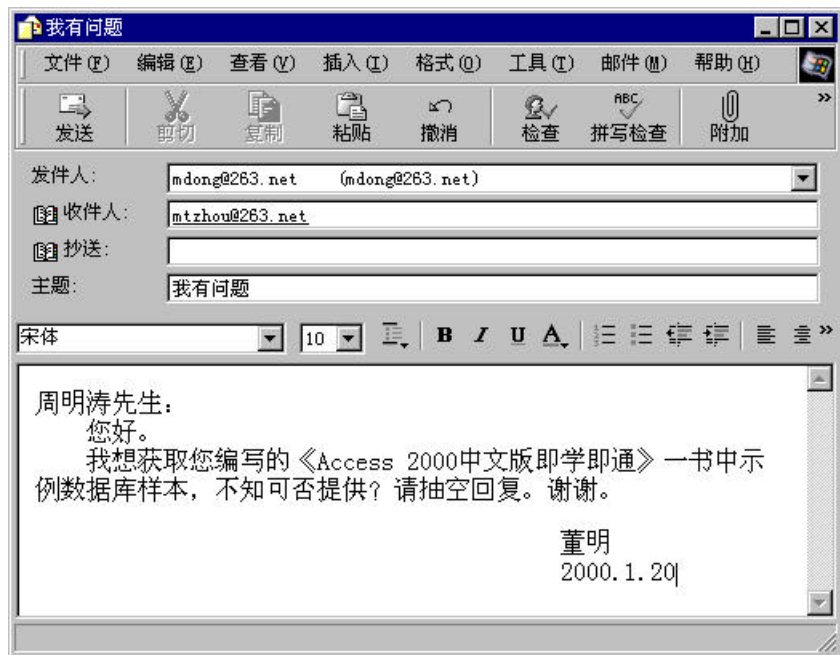 我有问题
文件(F) 编辑(E) 查看(V) 插入(I) 格式(O) 工具(T) 邮件(M) 帮助(H)
ABC
发送 剪切 复制 粘贴 撤消 检查 拼写检查 附加 »
发件人: mdong@263.net (mdong@263.net)
收件人: mtzhou@263.net
抄送:
主题: 我有问题
宋体 10 B I U A »
周明涛先生:
您好。
我想获取您编写的《Access 2000中文版即学即通》一书中示
例数据库样本, 不知可否提供? 请抽空回复。谢谢。
董明
2000.1.20